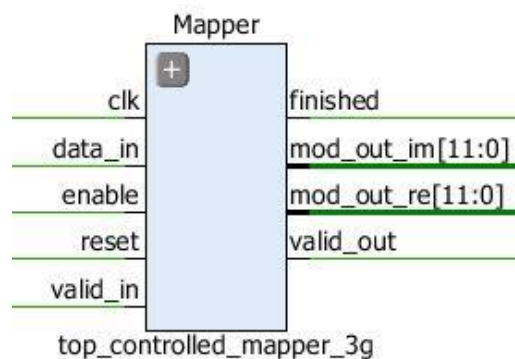 Mapper
clk
finished
data_in
mod_out_im[11:0]
enable
mod_out_re[11:0]
reset
valid_out
valid_in
top_controlled_mapper_3g